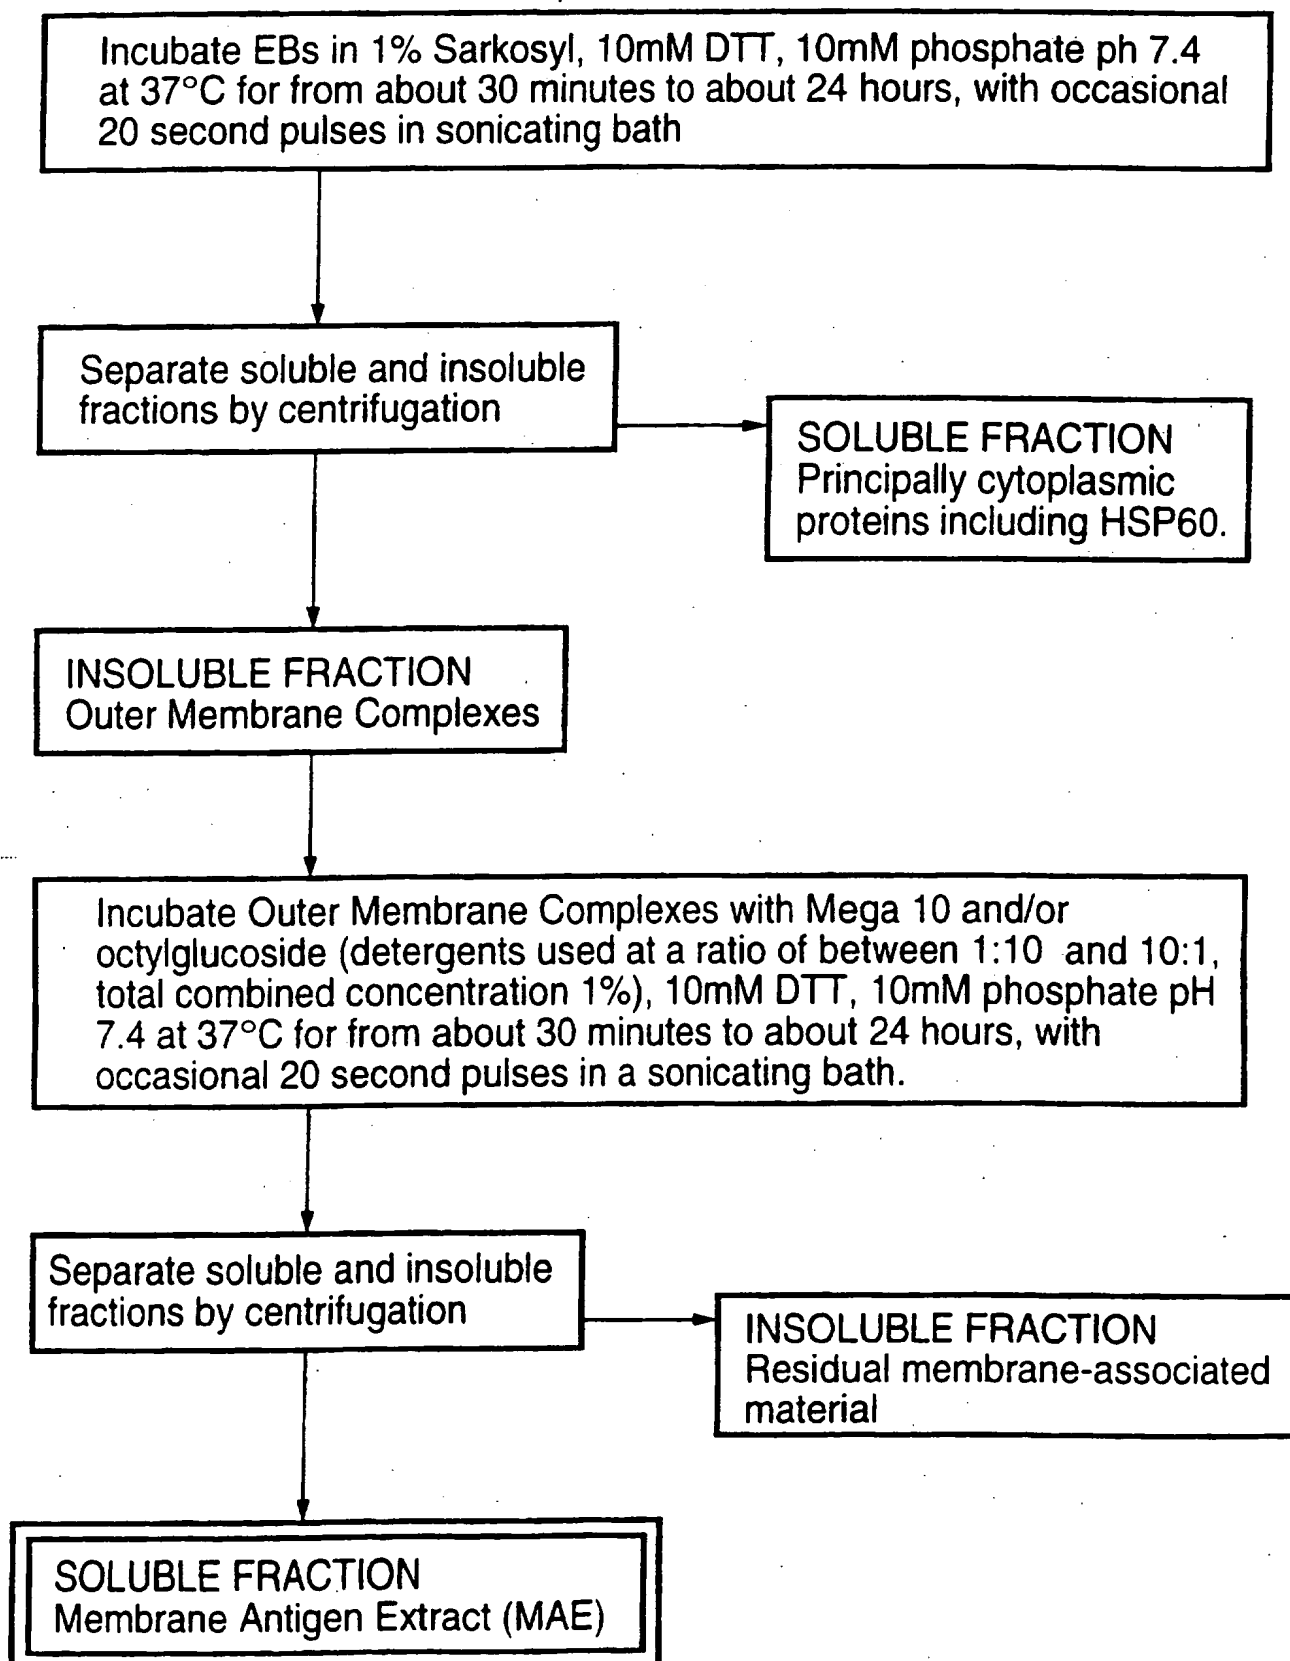 Incubate EBs in 1% Sarkosyl, 10mM DTT, 10mM phosphate ph 7.4
at 37°C for from about 30 minutes to about 24 hours, with occasional
20 second pulses in sonicating bath
Separate soluble and insoluble
fractions by centrifugation
SOLUBLE FRACTION
Principally cytoplasmic
proteins including HSP60.
INSOLUBLE FRACTION
Outer Membrane Complexes
Incubate Outer Membrane Complexes with Mega 10 and/or
octylglucoside (detergents used at a ratio of between 1:10 and 10:1,
total combined concentration 1%), 10mM DTT, 10mM phosphate pH
7.4 at 37°C for from about 30 minutes to about 24 hours, with
occasional 20 second pulses in a sonicating bath.
Separate soluble and insoluble
fractions by centrifugation
INSOLUBLE FRACTION
Residual membrane-associated
material
SOLUBLE FRACTION
Membrane Antigen Extract (MAE)